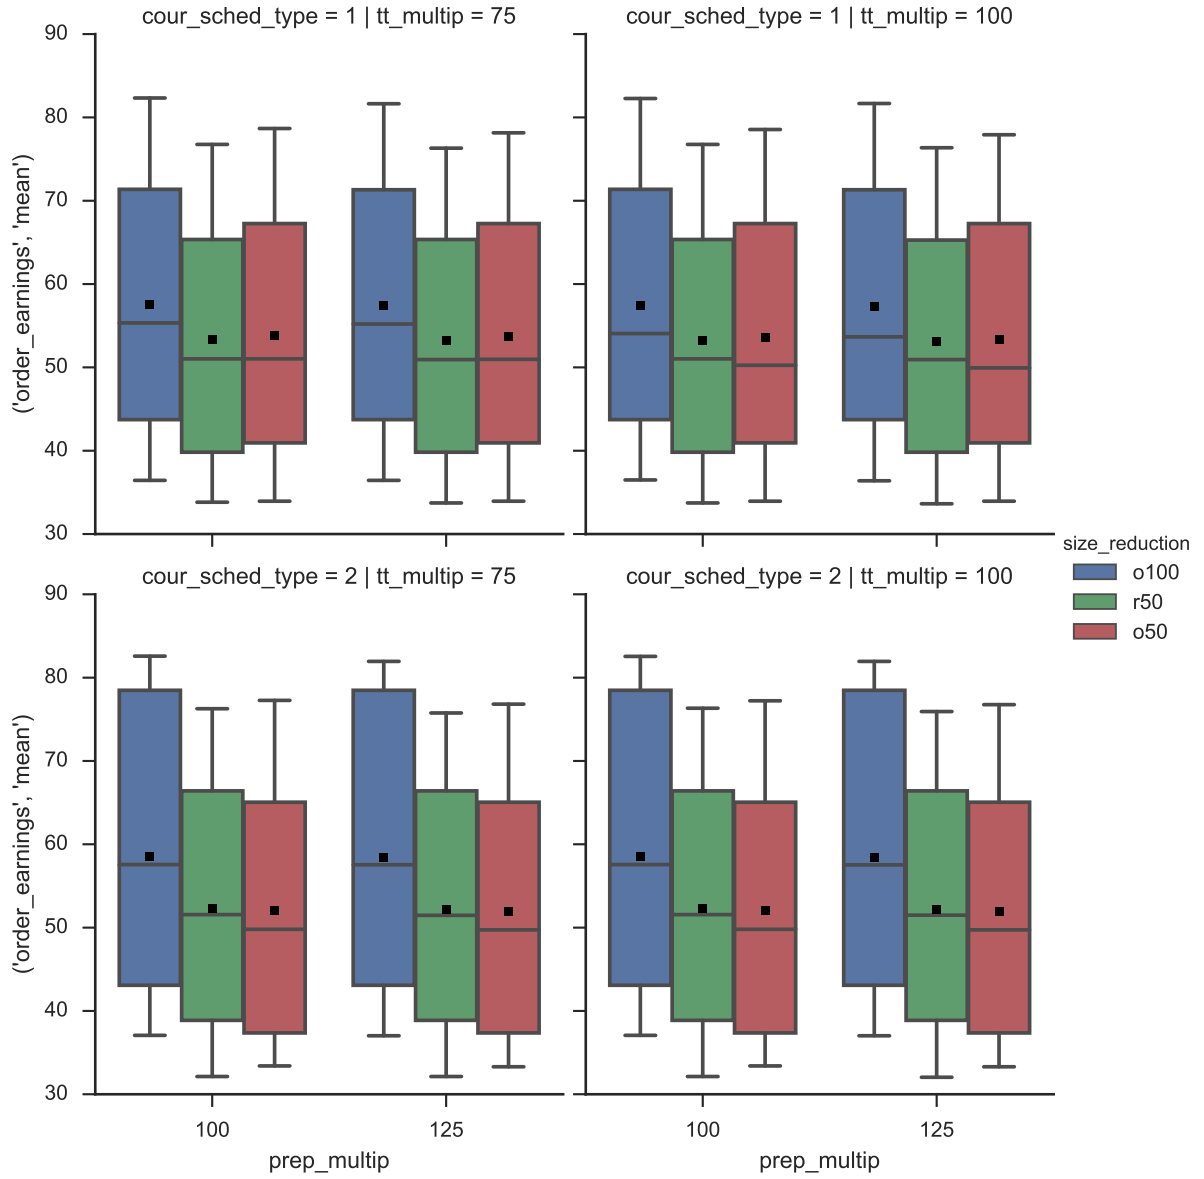 cour_sched_type = 1 | tt_multip = 75
cour_sched_type = 1 | tt_multip = 100
90
80
70
60
50
40
30
('order_earnings', 'mean')
size_reduction
o100
r50
o50
cour_sched_type = 2 | tt_multip = 75
cour_sched_type = 2 | tt_multip = 100
90
80
70
60
50
40
30
('order_earnings', 'mean')
100
125
100
125
prep_multip
prep_multip